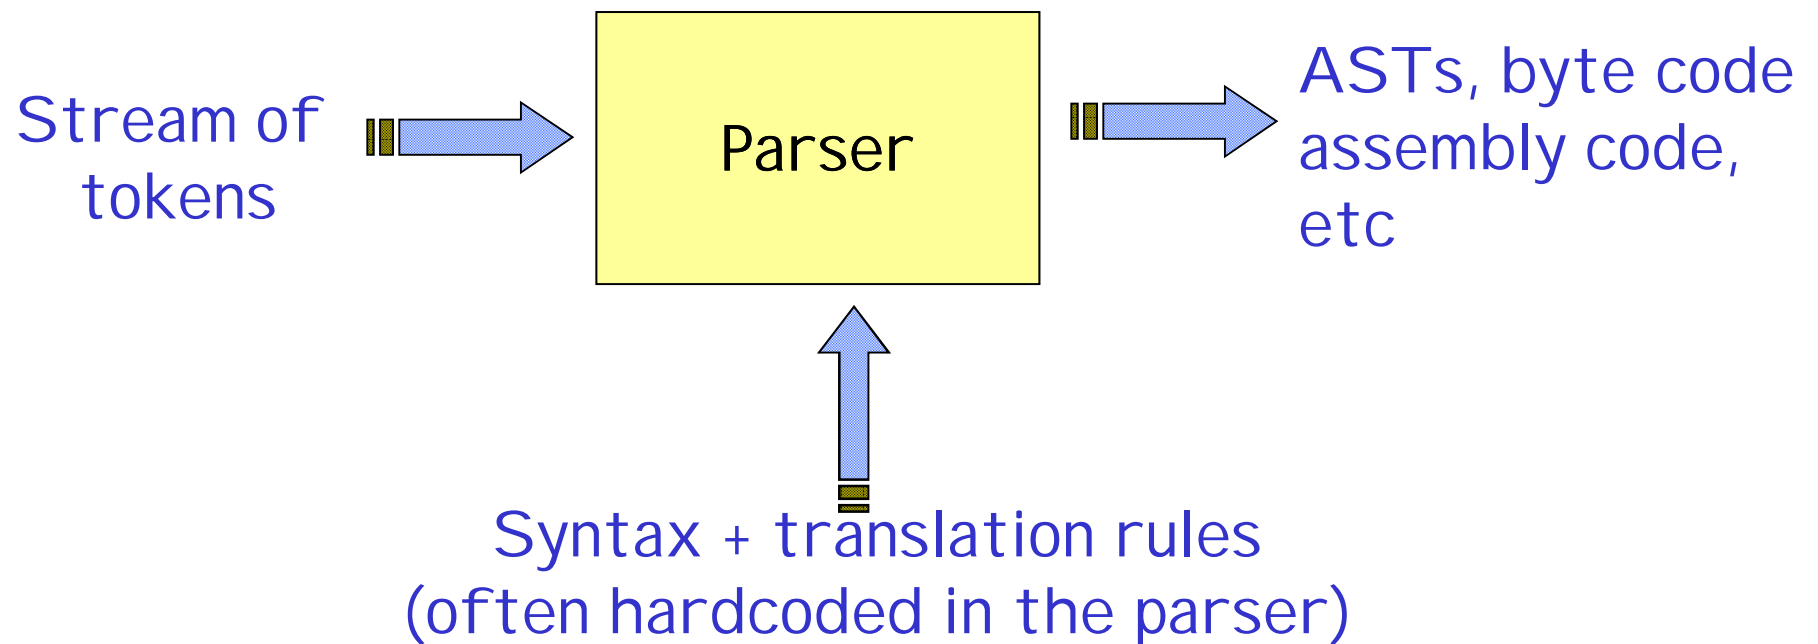 Stream of
tokens
Parser
ASTs, byte code
assembly code,
etc
Syntax + translation rules
(often hardcoded in the parser)